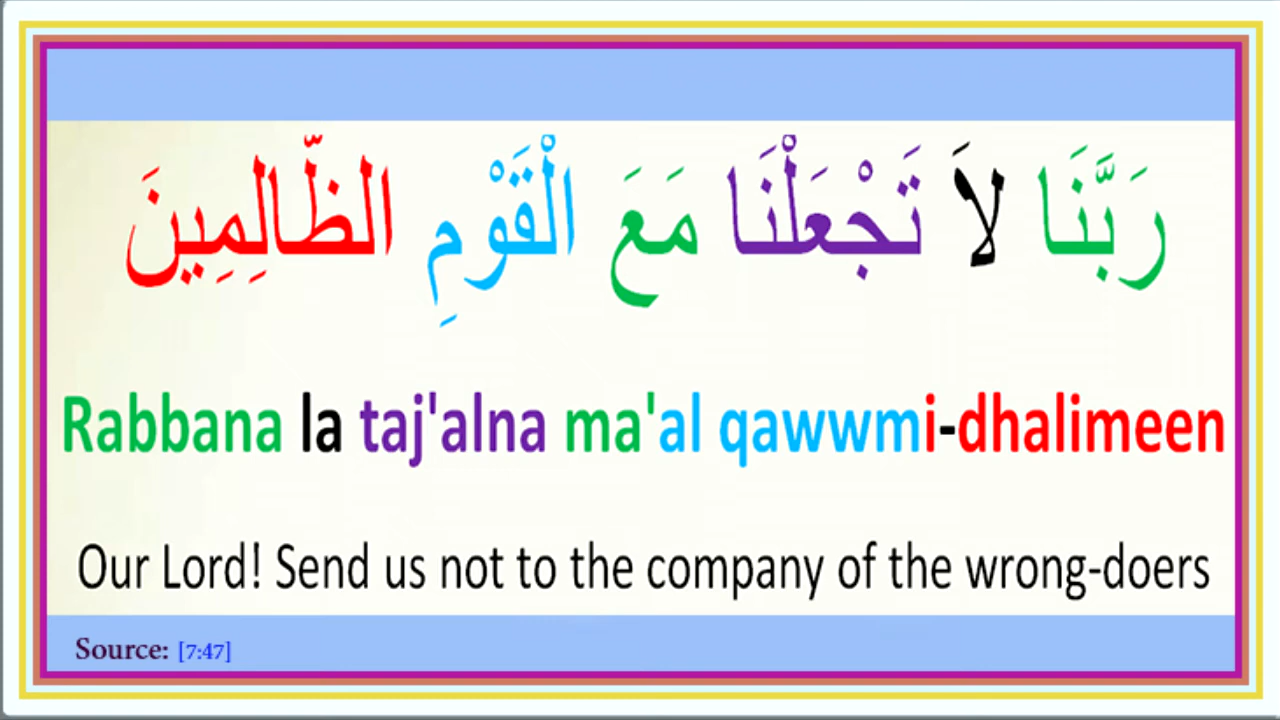 رَبَّنَا لاَ تَجْعَلْنَا مَعَ الْقَوْمِ الظَّالِمِينَ
Rabbana la taj'alna ma'al qawwmi-dhalimeen
Our Lord! Send us not to the company of the wrong-doers
Source: [7:47]